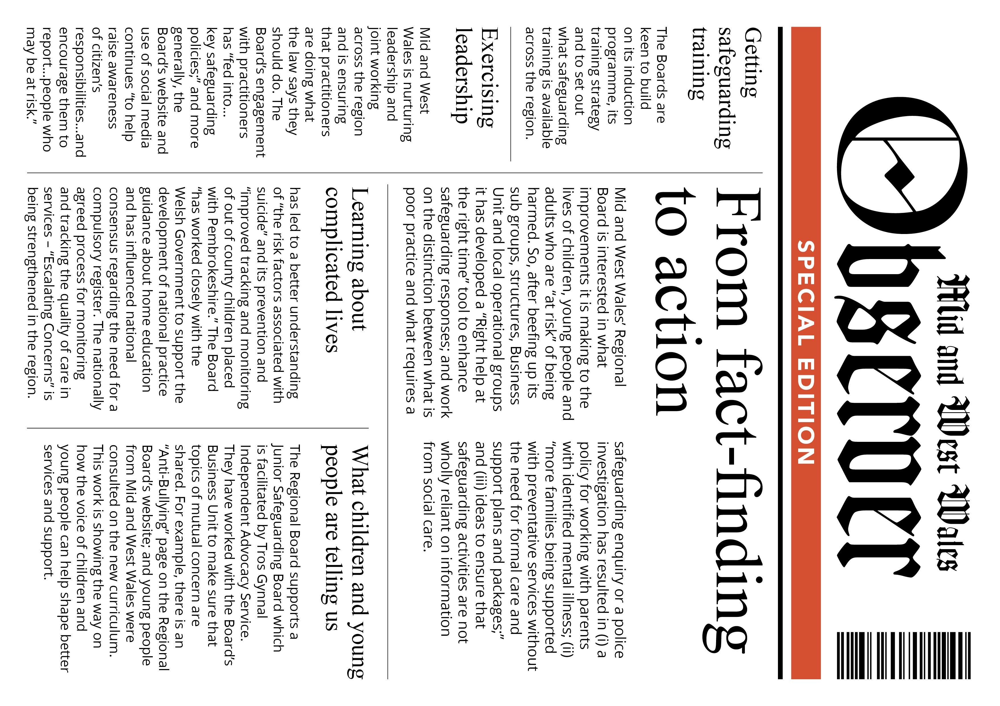 Mid and West Wales
Observer
SPECIAL EDITION
Getting
safeguarding
training
The Boards are
keen to build
on its induction
programme, its
training strategy
and to set out
what safeguarding
training is available
across the region.
Exercising
leadership
Mid and West
Wales is nurturing
leadership and
joint working
across the region
and is ensuring
that practitioners
are doing what
the law says they
should do. The
Board’s engagement
with practitioners
has “fed into…
key safeguarding
policies;” and more
generally, the
Board’s website and
use of social media
continues “to help
raise awareness
of citizen’s
responsibilities…and
encourage them to
report…people who
may be at risk.”
From fact-finding
to action
Mid and West Wales’ Regional
Board is interested in what
improvements it is making to the
lives of children, young people and
adults who are “at risk” of being
harmed. So, after beefing up its
sub groups, structures, Business
Unit and local operational groups
it has developed a “Right help at
the right time” tool to enhance
safeguarding responses; and work
on the distinction between what is
poor practice and what requires a
safeguarding enquiry or a police
investigation has resulted in (i) a
policy for working with parents
with identified mental illness; (ii)
“more families being supported
with preventative services without
the need for formal care and
support plans and packages;”
and (iii) ideas to ensure that
safeguarding activities are not
wholly reliant on information
from social care.
Learning about
complicated lives
has led to a better understanding
of “the risk factors associated with
suicide” and its prevention and
“improved tracking and monitoring
of out of county children placed
with Pembrokeshire.” The Board
“has worked closely with the
Welsh Government to support the
development of national practice
guidance about home education
and has influenced national
consensus regarding the need for a
compulsory register. The nationally
agreed process for monitoring
and tracking the quality of care in
services – “Escalating Concerns” is
being strengthened in the region.
What children and young
people are telling us
The Regional Board supports a
Junior Safeguarding Board which
is facilitated by Tros Gynnal
Independent Advocacy Service.
They have worked with the Board’s
Business Unit to make sure that
topics of mutual concern are
shared. For example, there is an
“Anti-Bullying” page on the Regional
Board’s website; and young people
from Mid and West Wales were
consulted on the new curriculum.
This work is showing the way on
how the voice of children and
young people can help shape better
services and support.